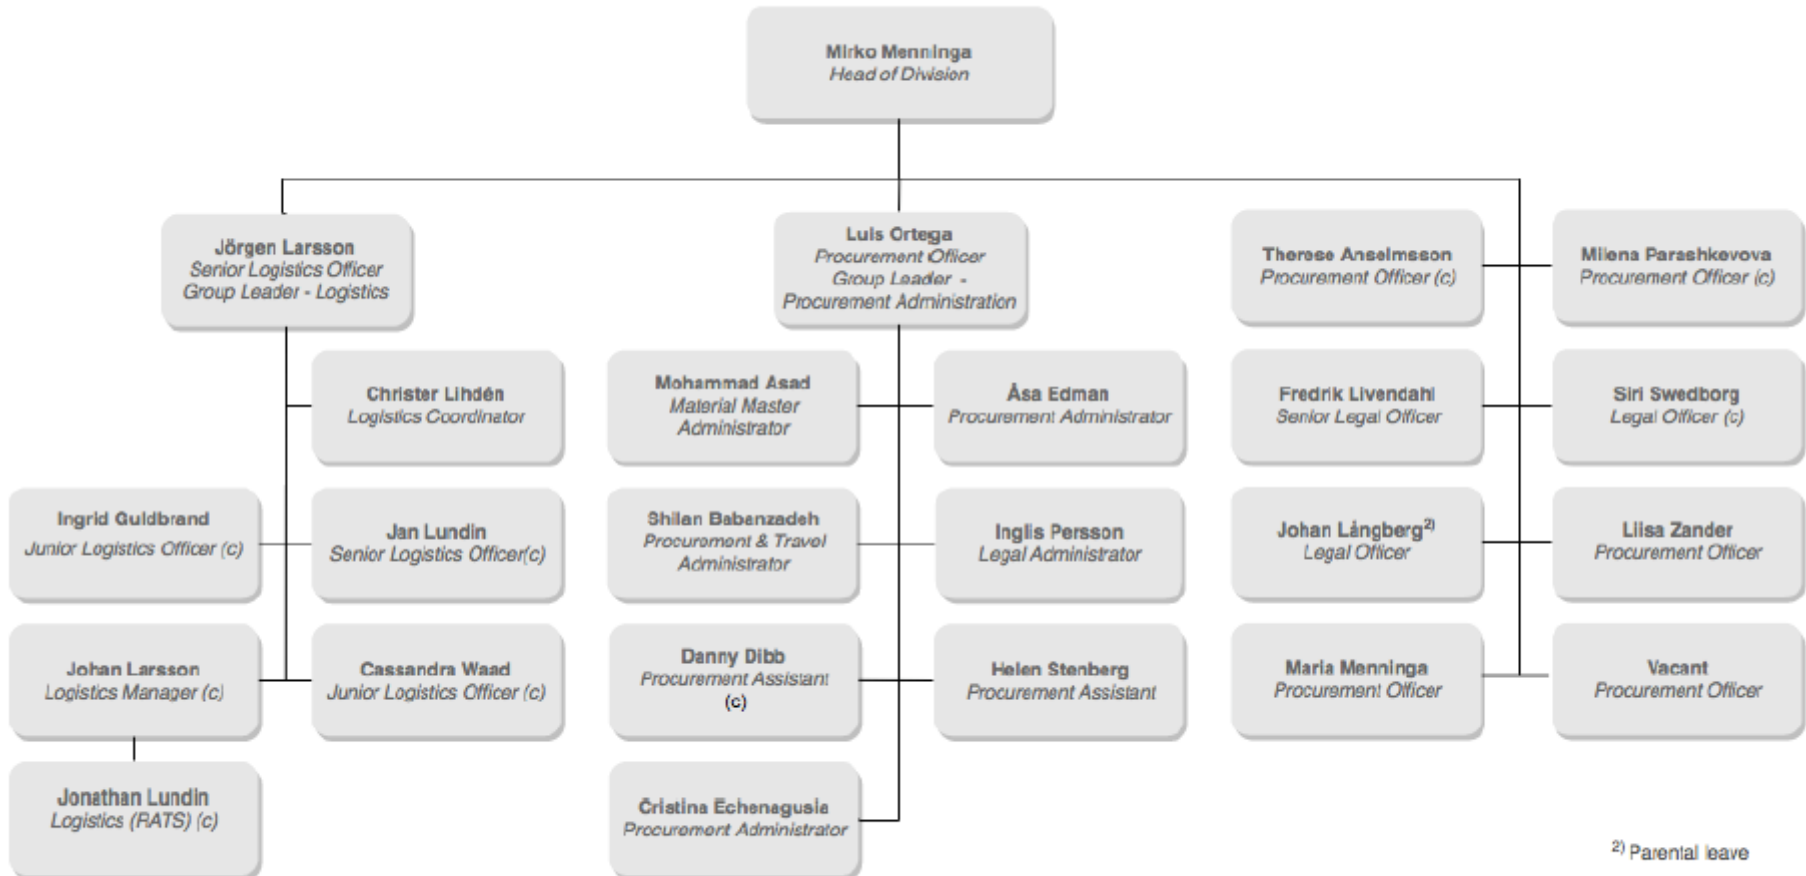 Mirko Menninga
Head of Division
Jörgen Larsson
Senior Logistics Officer
Group Leader - Logistics
Luis Ortega
Procurement Officer
Group Leader -
Procurement Administration
Therese Anselmsson
Procurement Officer (c)
Milena Parashkevova
Procurement Officer (c)
Christer Lihdén
Logistics Coordinator
Mohammad Asad
Material Master
Administrator
Åsa Edman
Procurement Administrator
Fredrik Livendahl
Senior Legal Officer
Siri Swedborg
Legal Officer (c)
Ingrid Guldbrand
Junior Logistics Officer (c)
Jan Lundin
Senior Logistics Officer(c)
Shilan Babanzadeh
Procurement & Travel
Administrator
Inglis Persson
Legal Administrator
Johan Långberg2)
Legal Officer
Liisa Zander
Procurement Officer
Johan Larsson
Logistics Manager (c)
Cassandra Waad
Junior Logistics Officer (c)
Danny Dibb
Procurement Assistant
(c)
Helen Stenberg
Procurement Assistant
Maria Menninga
Procurement Officer
Vacant
Procurement Officer
Jonathan Lundin
Logistics (RATS) (c)
Cristina Echenagusia
Procurement Administrator
2) Parental leave